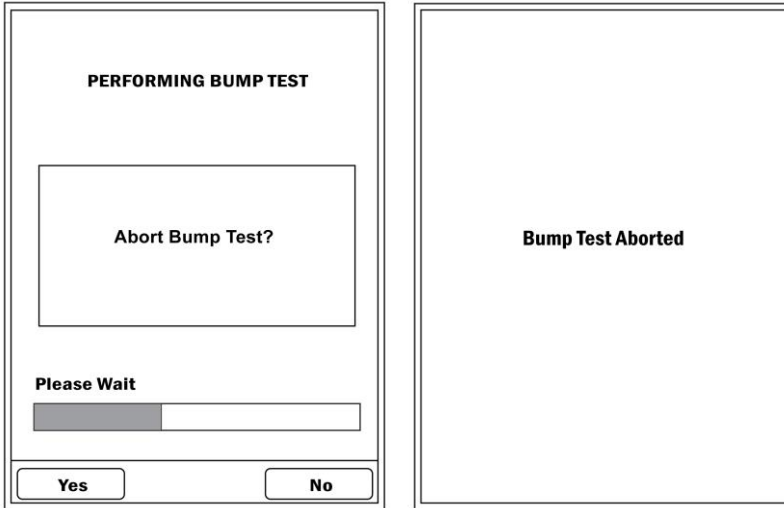 PERFORMING BUMP TEST
Abort Bump Test?
Please Wait
Yes
No
Bump Test Aborted